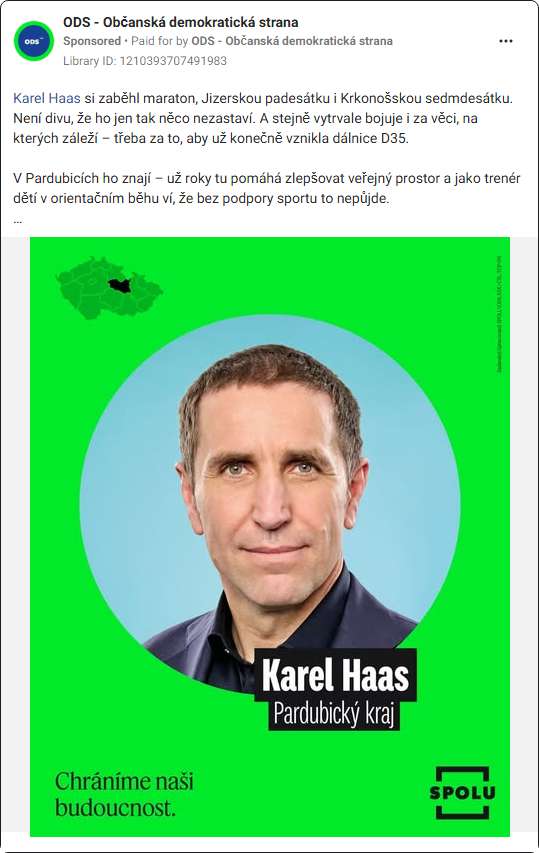 ODS - Občanská demokratická strana
Sponsored • Paid for by ODS - Občanská demokratická strana
Library ID: 1210393707491983
ODS
Karel Haas si zaběhl maraton, Jizerskou padesátku i Krkonošskou sedmdesátku.
Není divu, že ho jen tak něco nezastaví. A stejně vytrvale bojuje i za věci, na
kterých záleží – třeba za to, aby už konečně vznikla dálnice D35.
V Pardubicích ho znají – už roky tu pomáhá zlepšovat veřejný prostor a jako trenér
dětí v orientačním běhu ví, že bez podpory sportu to nepůjde.
...
Karel Haas
Pardubický kraj
Chráníme naši
budoucnost.
SPOLU